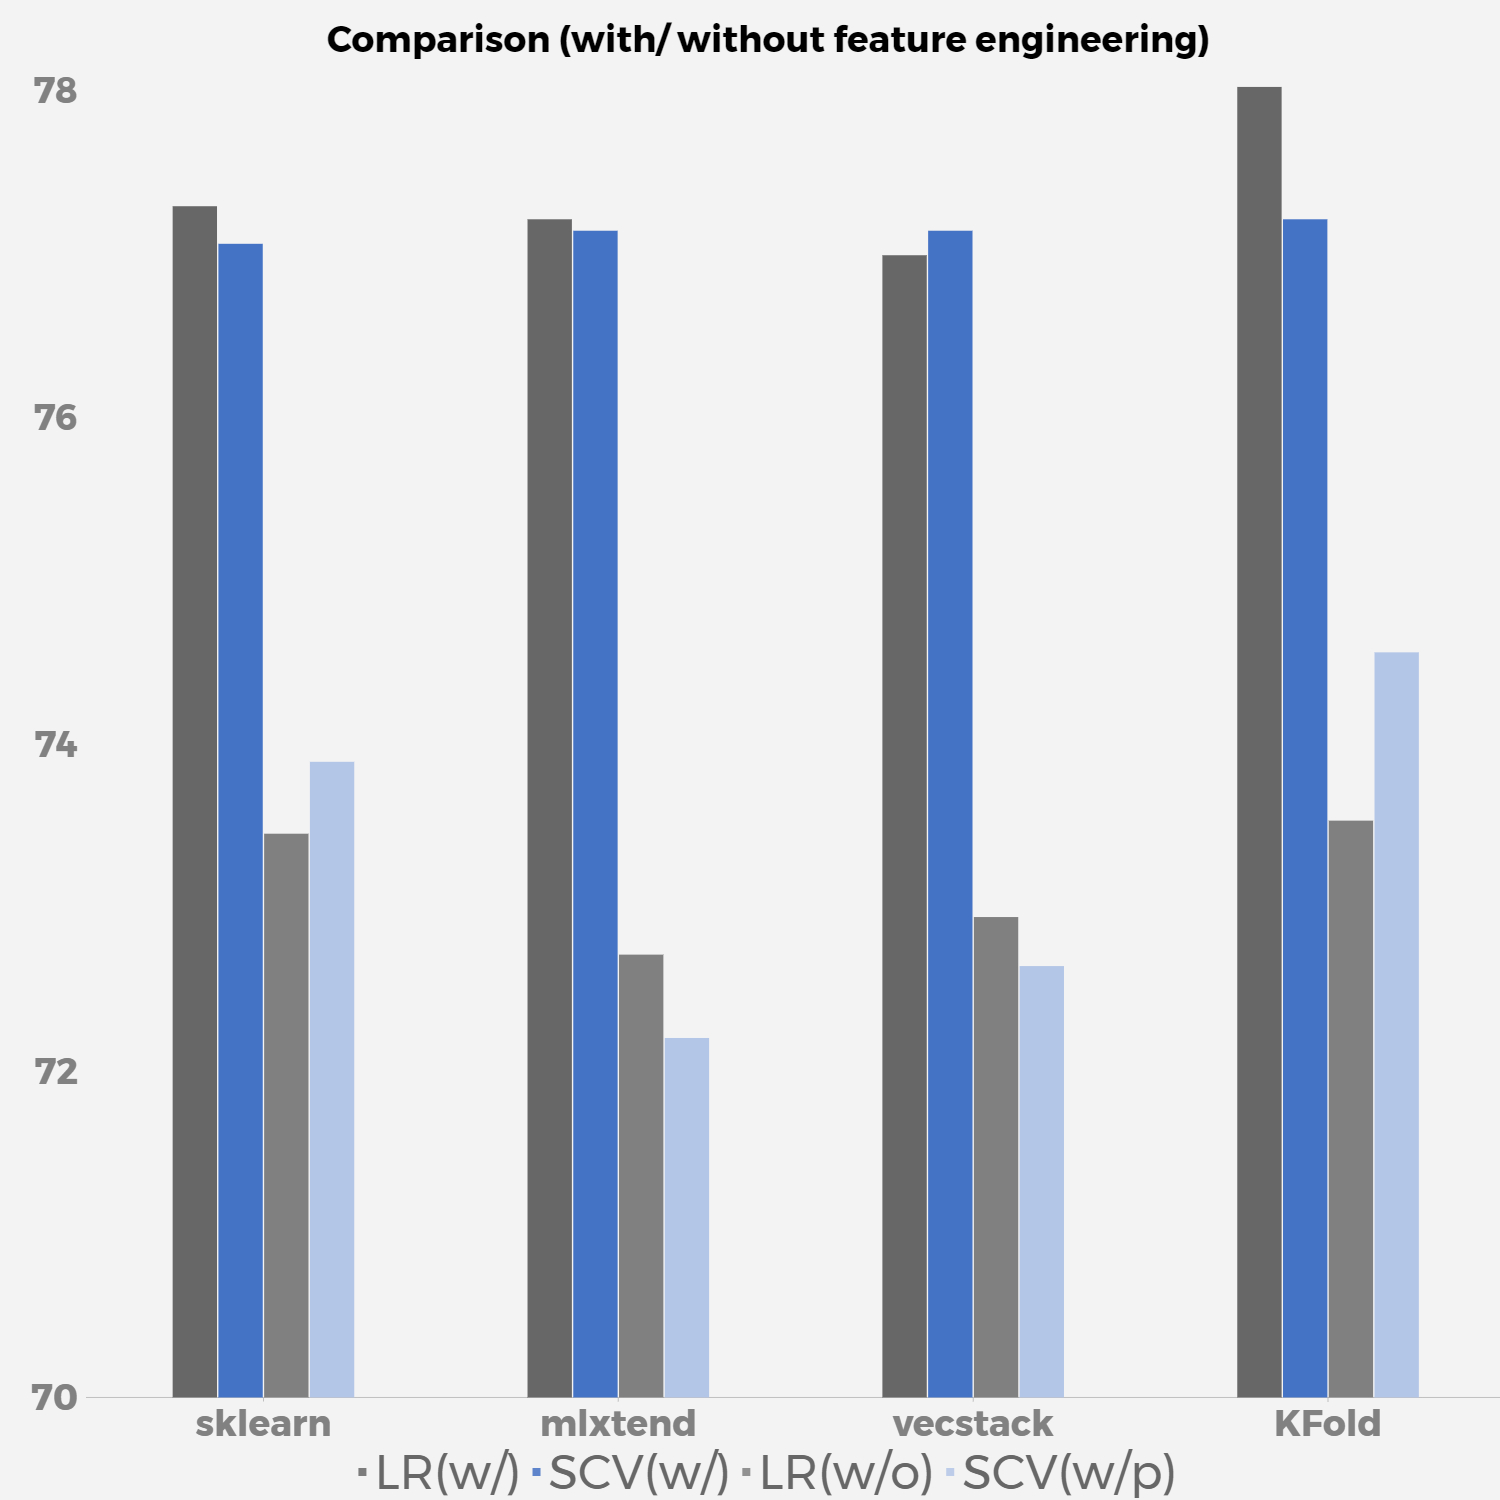 Comparison (with/ without feature engineering)
78
76
74
72
70
sklearn mlxtend vecstack KFold
LR(w/) SCV(w/) LR(w/o) SCV(w/p)